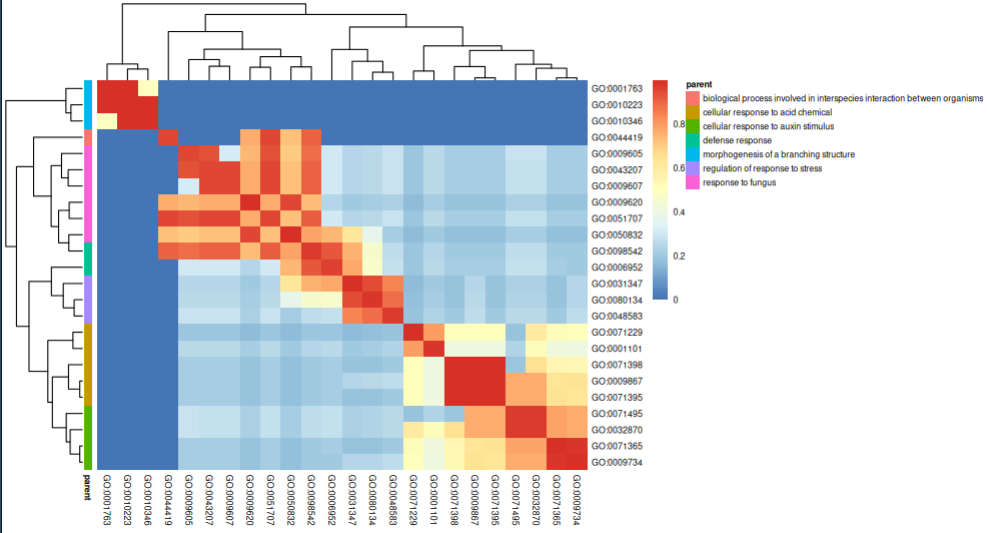 parent
biological process involved in interspecies interaction between organisms
cellular response to acid chemical
cellular response to auxin stimulus
defense response
morphogenesis of a branching structure
regulation of response to stress
response to fungus
0.8
0.6
0.4
0.2
0
GO:0001763
GO:0010223
GO:0010346
GO:0044419
GO:0009605
GO:0043207
GO:0009607
GO:0009620
GO:0051707
GO:0050832
GO:0098542
GO:0006952
GO:0031347
GO:0080134
GO:0048583
GO:0071229
GO:0001101
GO:0071398
GO:0009867
GO:0071395
GO:0071495
GO:0032870
GO:0071365
GO:0009734
parent
GO:0001763
GO:0010223
GO:0010346
GO:0044419
GO:0009605
GO:0043207
GO:0009607
GO:0009620
GO:0051707
GO:0050832
GO:0098542
GO:0006952
GO:0031347
GO:0080134
GO:0048583
GO:0071229
GO:0001101
GO:0071398
GO:0009867
GO:0071395
GO:0071495
GO:0032870
GO:0071365
GO:0009734